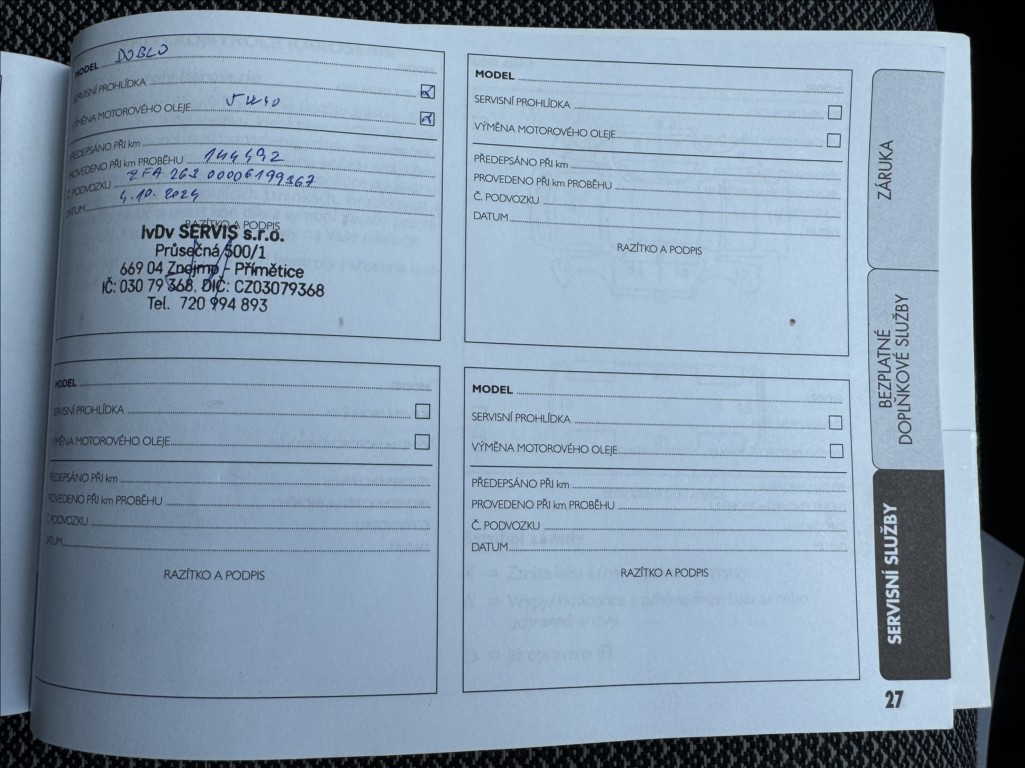 MODEL DOBLO
SERVISNÍ PROHLÍDKA
VÝMĚNA MOTOROVÉHO OLEJE 5W40
PŘEDEPSÁNO PŘI km
PROVEDENO PŘI km PROBĚHU 144492
Č. PODVOZKU ZFA 263 00006199367
DATUM 4.10.2024
RAZÍTKO A PODPIS
IvDv SERVIS s.r.o.
Průsečná 500/1
669 04 Znojmo - Přímětice
IČ: 030 79 368, DIČ: CZ03079368
Tel. 720 994 893
MODEL
SERVISNÍ PROHLÍDKA
VÝMĚNA MOTOROVÉHO OLEJE
PŘEDEPSÁNO PŘI km
PROVEDENO PŘI km PROBĚHU
Č. PODVOZKU
DATUM
RAZÍTKO A PODPIS
MODEL
SERVISNÍ PROHLÍDKA
VÝMĚNA MOTOROVÉHO OLEJE
PŘEDEPSÁNO PŘI km
PROVEDENO PŘI km PROBĚHU
Č. PODVOZKU
DATUM
RAZÍTKO A PODPIS
MODEL
SERVISNÍ PROHLÍDKA
VÝMĚNA MOTOROVÉHO OLEJE
PŘEDEPSÁNO PŘI km
PROVEDENO PŘI km PROBĚHU
Č. PODVOZKU
DATUM
RAZÍTKO A PODPIS
ZÁRUKA
BEZPLATNÉ
DOPLŇKOVÉ SLUŽBY
SERVISNÍ SLUŽBY
27